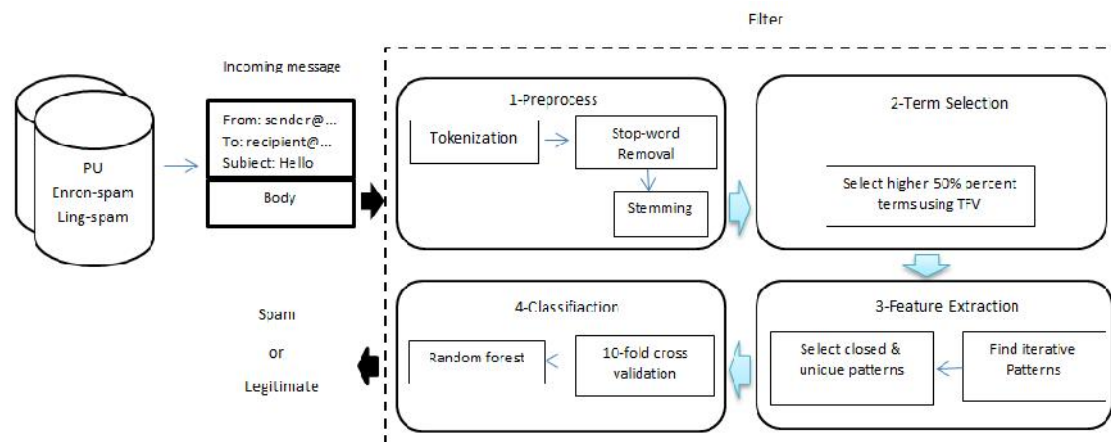 Filter
Incoming message
PU
Enron-spam
Ling-spam
From: sender@...
To: recipient@...
Subject: Hello
Body
1-Preprocess
Tokenization
Stop-word
Removal
Stemming
2-Term Selection
Select higher 50% percent
terms using TFV
3-Feature Extraction
Find iterative
Patterns
Select closed &
unicue patterns
4-Classifiaction
10-fold cross
validation
Random forest
Spam
or
Legitimate